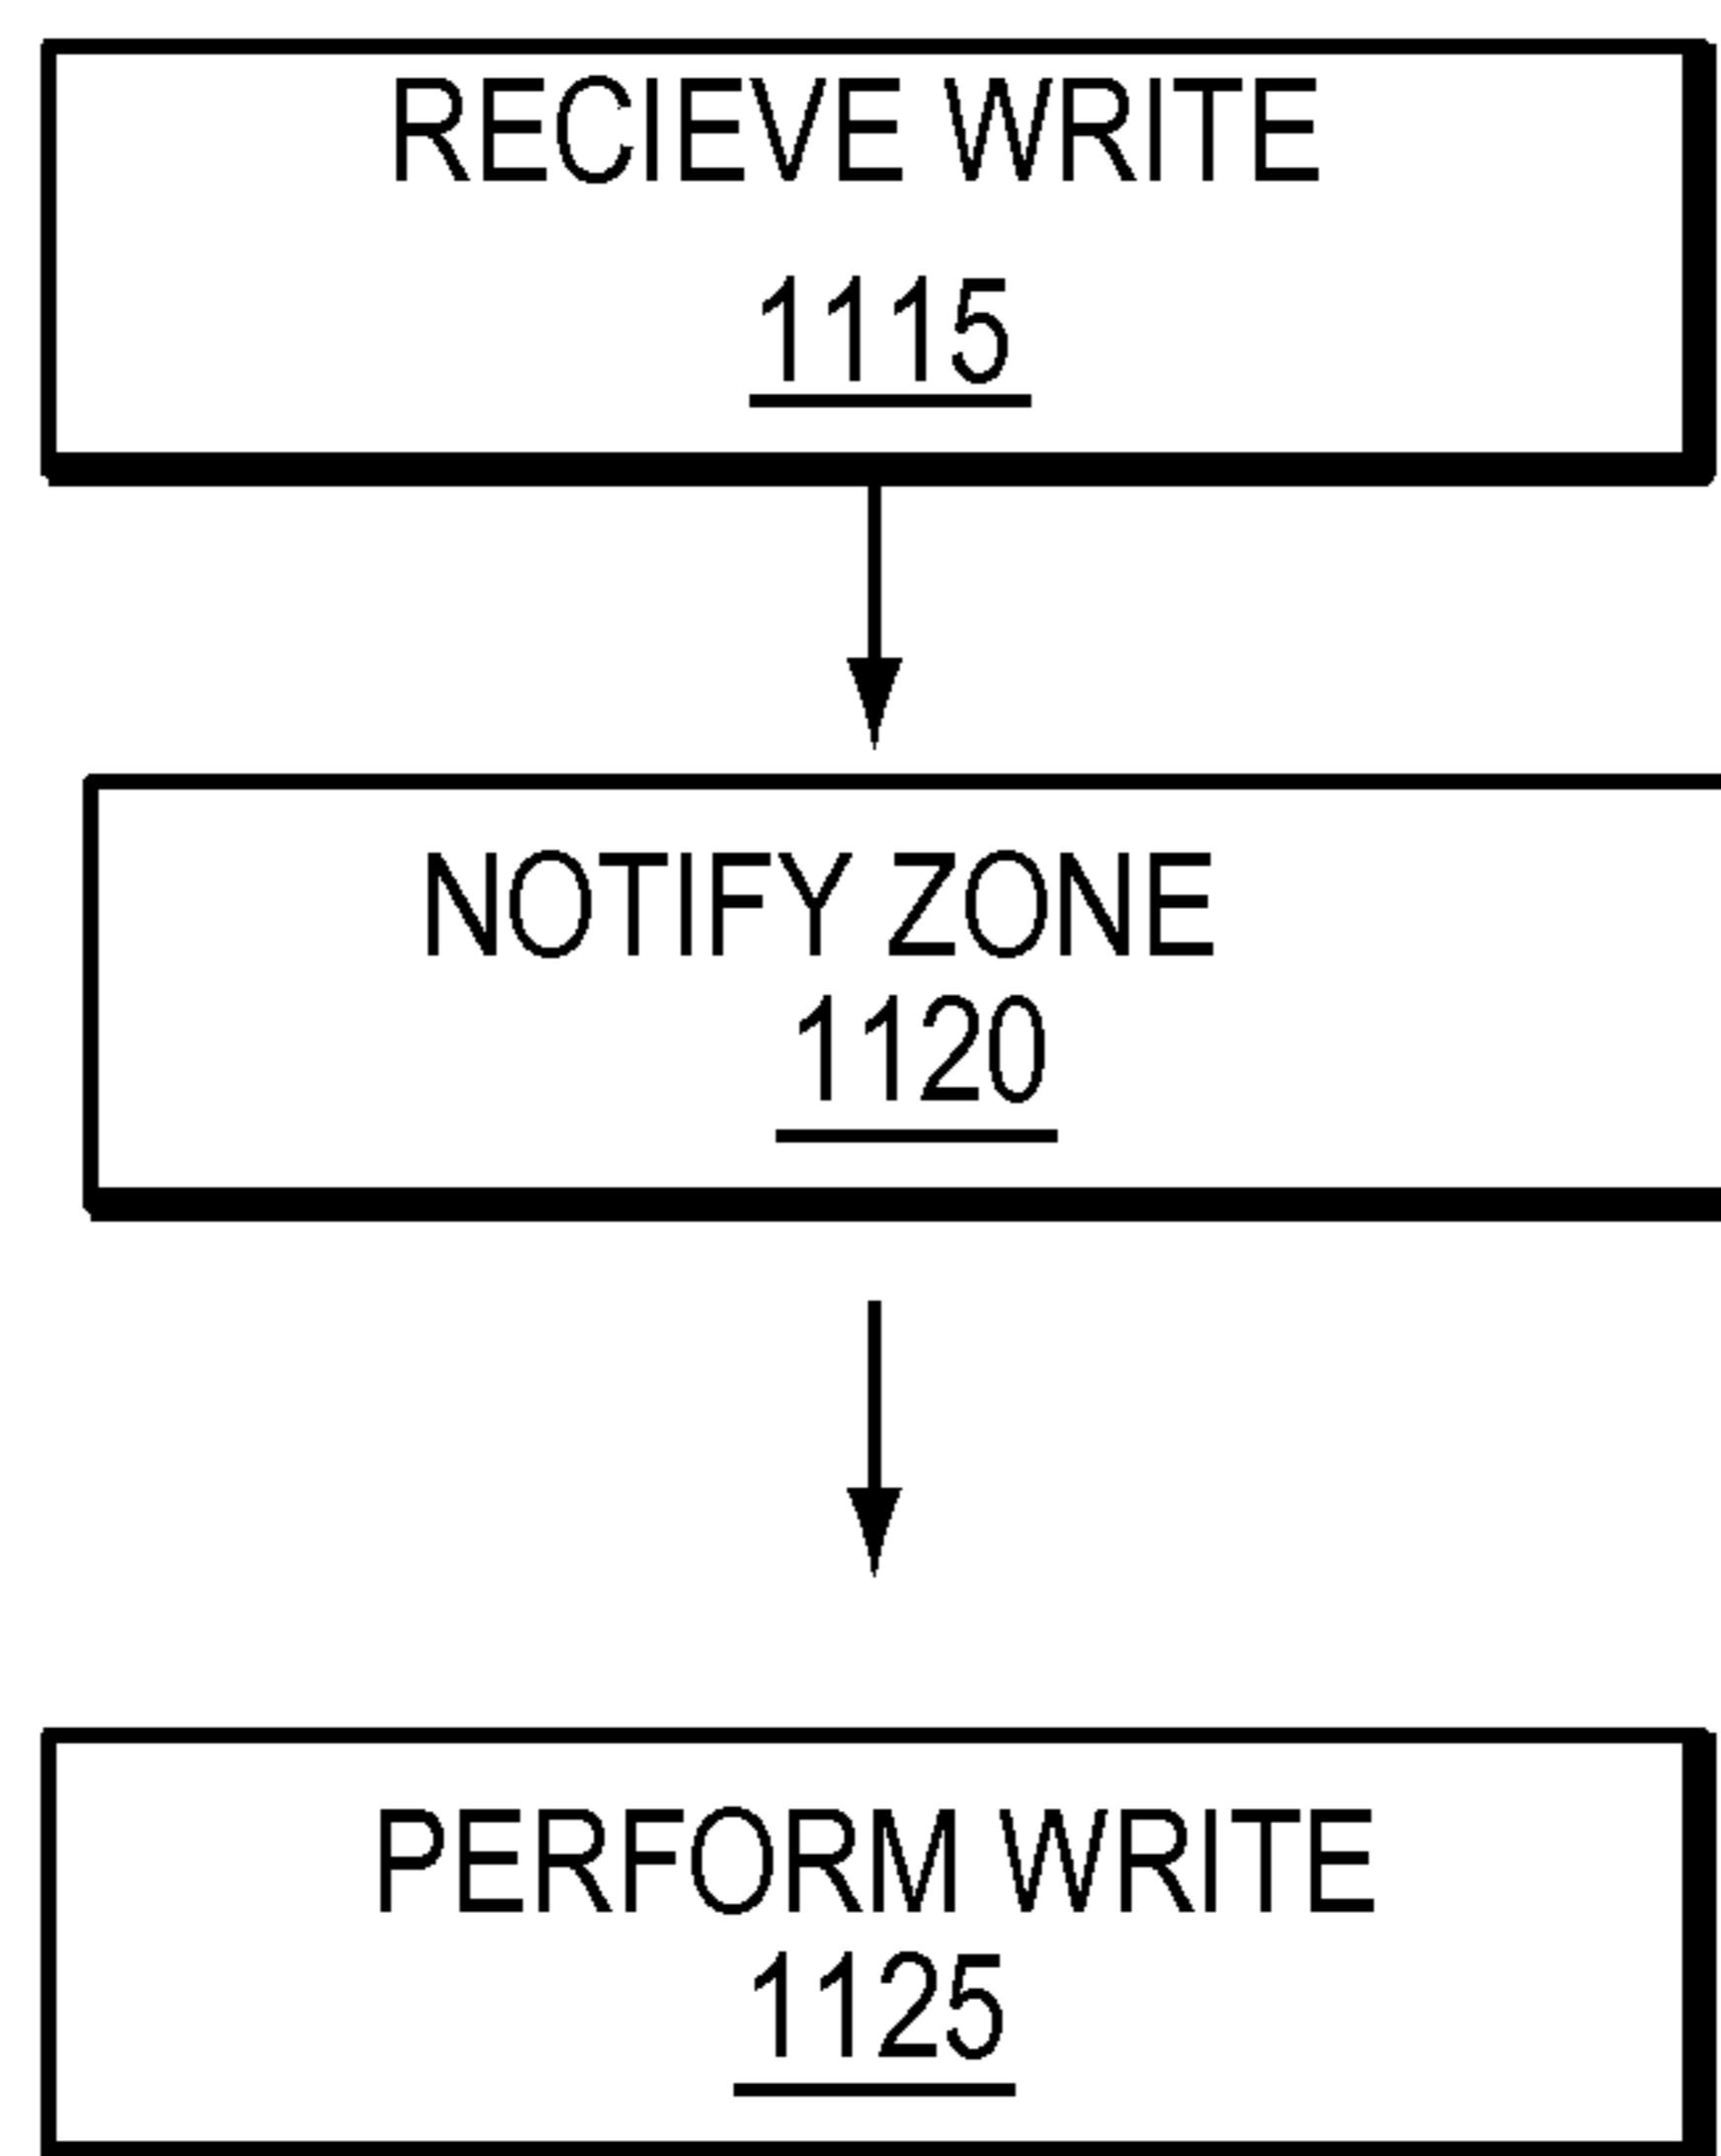 RECIEVE WRITE
1115
NOTIFY ZONE
1120
PERFORM WRITE
1125